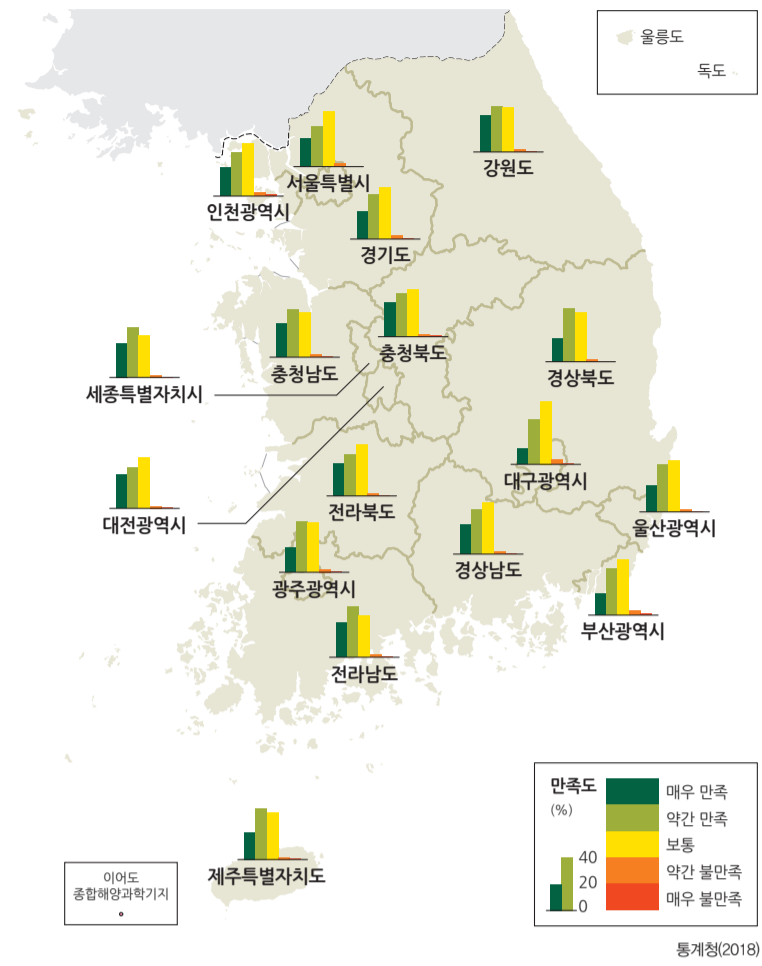 울릉도
독도
강원도
서울특별시
인천광역시
경기도
충청북도
충청남도
경상북도
세종특별자치시
대구광역시
대전광역시
전라북도
울산광역시
경상남도
광주광역시
부산광역시
전라남도
제주특별자치도
이어도
종합해양과학기지
만족도
(%)
매우 만족
약간 만족
보통
약간 불만족
매우 불만족
40
20
0
통계청(2018)